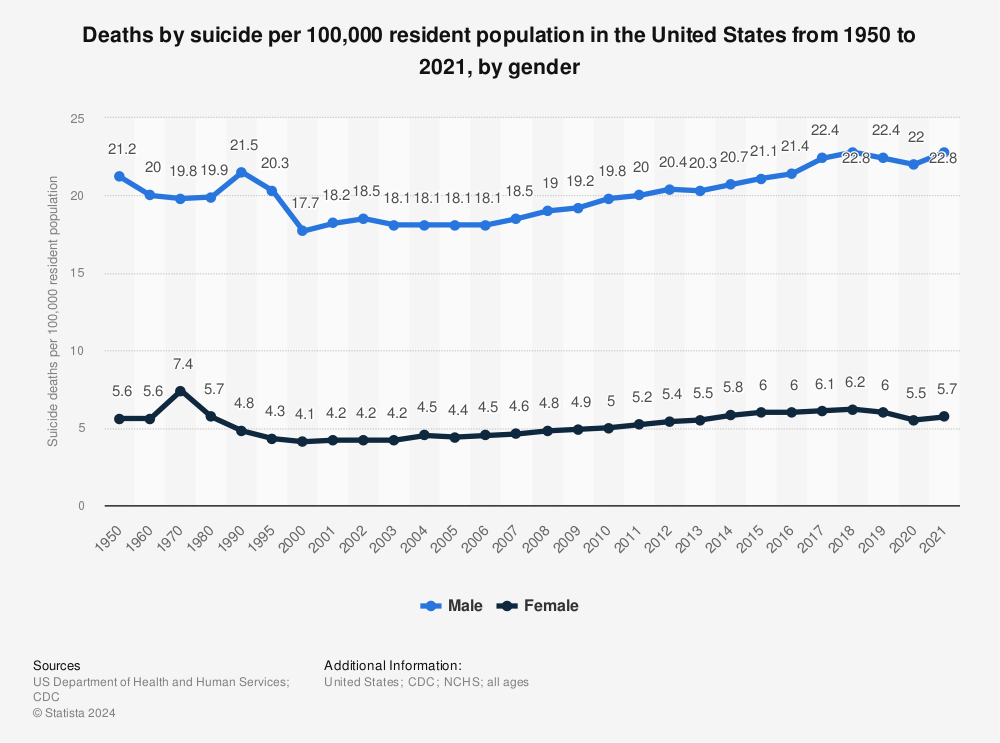 Deaths by suicide per 100,000 resident population in the United States from 1950 to
2021, by gender
Suicide deaths per 100,000 resident population
25
20
15
10
5
0
21.2 20 19.8 19.9 21.5 20.3 17.7 18.2 18.5 18.1 18.1 18.1 18.1 18.5 19 19.2 19.8 20 20.4 20.3 20.7 21.1 21.4 22.4 22.8 22.4 22 22.8
5.6 5.6 7.4 5.7 4.8 4.3 4.1 4.2 4.2 4.2 4.5 4.4 4.5 4.6 4.8 4.9 5 5.2 5.4 5.5 5.8 6 6 6.1 6.2 6 5.5 5.7
1950 1960 1970 1980 1990 1995 2000 2001 2002 2003 2004 2005 2006 2007 2008 2009 2010 2011 2012 2013 2014 2015 2016 2017 2018 2019 2020 2021
Male Female
Sources
US Department of Health and Human Services;
CDC
© Statista 2024
Additional Information:
United States; CDC; NCHS; all ages